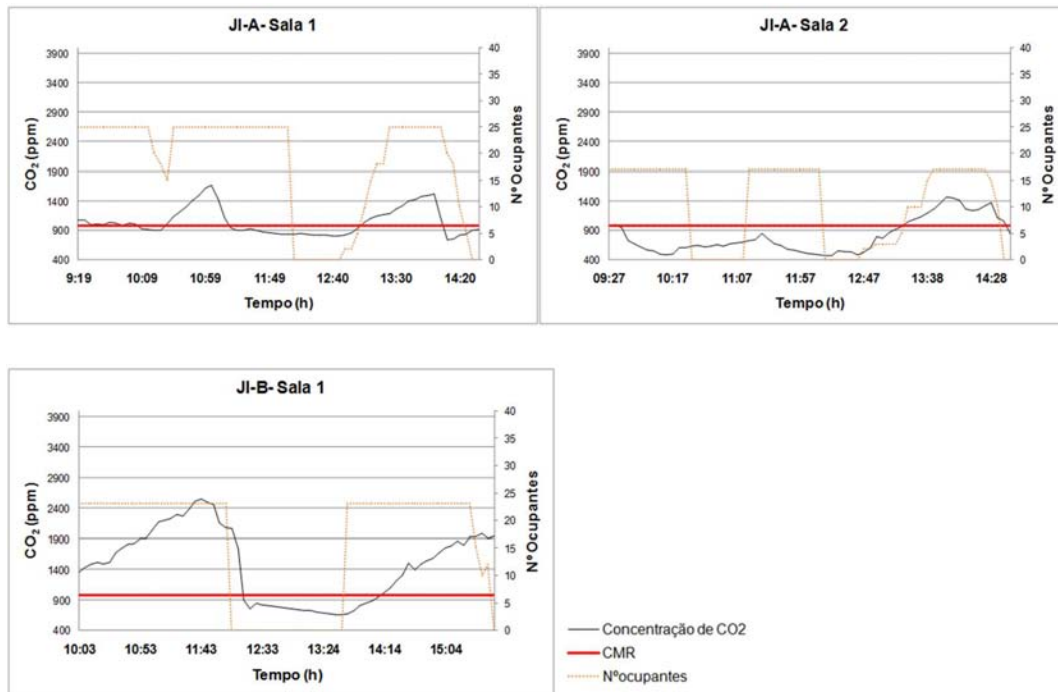 JI-A- Sala 1
CO₂ (ppm)
3900
3400
2900
2400
1900
1400
900
400
40
35
30
25
20
15
10
5
0
NºOcupantes
9:19 10:09 10:59 11:49 12:40 13:30 14:20
Tempo (h)
JI-A- Sala 2
CO₂ (ppm)
3900
3400
2900
2400
1900
1400
900
400
40
35
30
25
20
15
10
5
0
NºOcupantes
09:27 10:17 11:07 11:57 12:47 13:38 14:28
Tempo (h)
JI-B- Sala 1
CO₂ (ppm)
3900
3400
2900
2400
1900
1400
900
400
40
35
30
25
20
15
10
5
0
NºOcupantes
10:03 10:53 11:43 12:33 13:24 14:14 15:04
Tempo (h)
Concentração de CO2
CMR
Nºocupantes